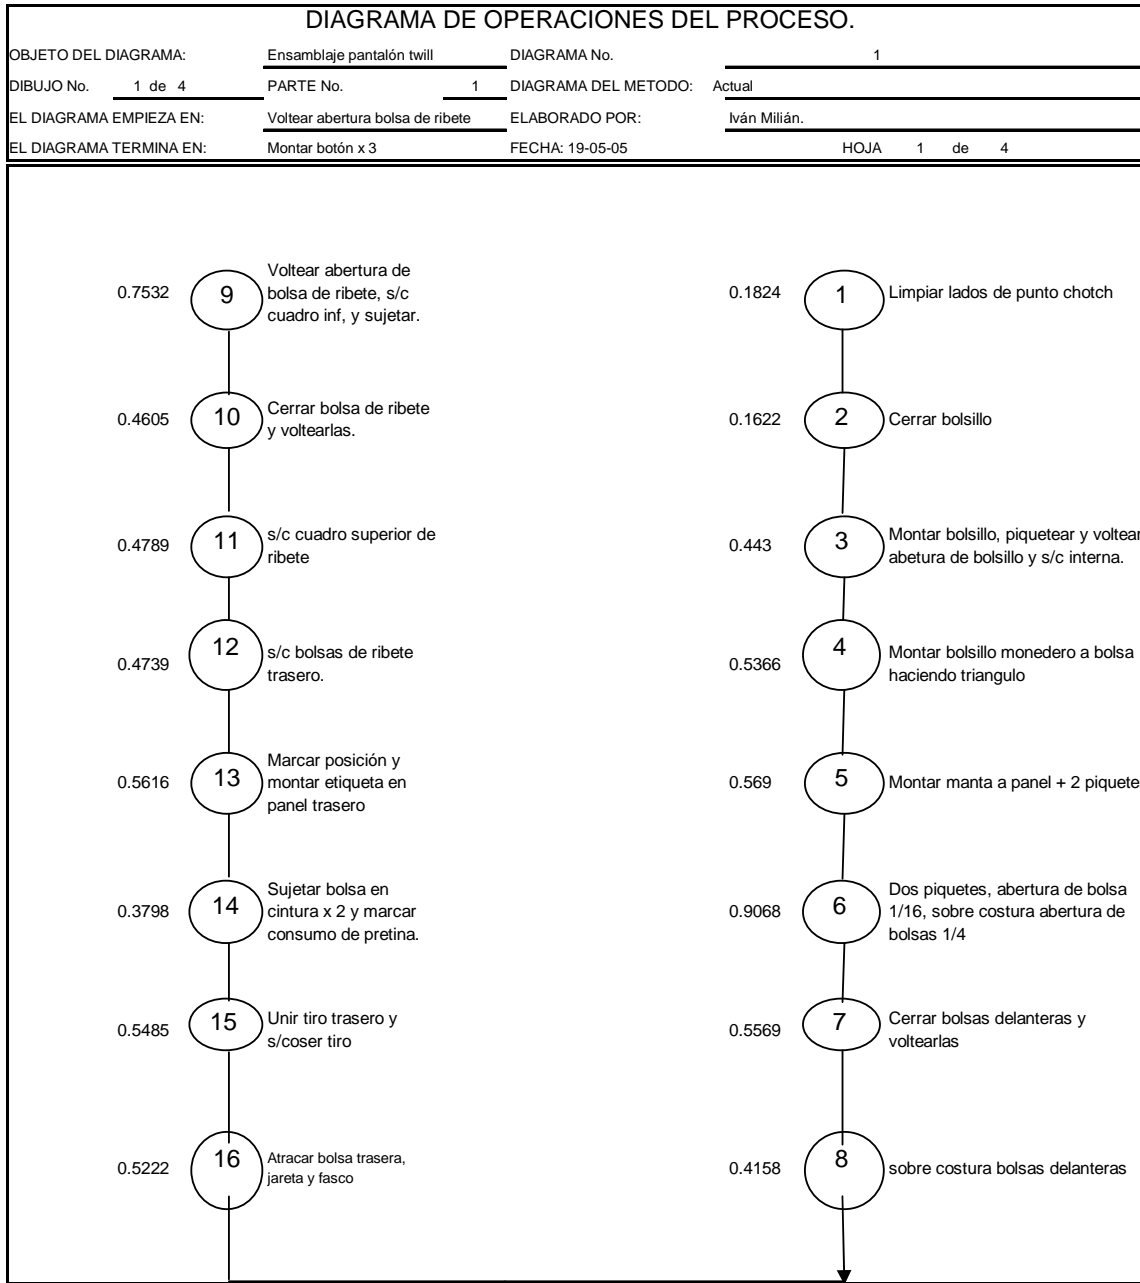 DIAGRAMA DE OPERACIONES DEL PROCESO.
OBJETO DEL DIAGRAMA: Ensamblaje pantalón twill DIAGRAMA No. 1
DIBUJO No. 1 de 4 PARTE No. 1 DIAGRAMA DEL METODO: Actual
EL DIAGRAMA EMPIEZA EN: Voltear abertura bolsa de ribete ELABORADO POR: Iván Milián.
EL DIAGRAMA TERMINA EN: Montar botón x 3 FECHA: 19-05-05 HOJA 1 de 4
0.7532 9 Voltear abertura de
bolsa de ribete, s/c
cuadro inf, y sujetar.
0.4605 10 Cerrar bolsa de ribete
y voltearlas.
0.4789 11 s/c cuadro superior de
ribete
0.4739 12 s/c bolsas de ribete
trasero.
0.5616 13 Marcar posición y
montar etiqueta en
panel trasero
0.3798 14 Sujetar bolsa en
cintura x 2 y marcar
consumo de pretina.
0.5485 15 Unir tiro trasero y
s/coser tiro
0.5222 16 Atracar bolsa trasera,
jareta y fasco
0.1824 1 Limpiar lados de punto chotch
0.1622 2 Cerrar bolsillo
0.443 3 Montar bolsillo, piquetear y voltear
abetura de bolsillo y s/c interna.
0.5366 4 Montar bolsillo monedero a bolsa
haciendo triangulo
0.569 5 Montar manta a panel + 2 piquete
0.9068 6 Dos piquetes, abertura de bolsa
1/16, sobre costura abertura de
bolsas 1/4
0.5569 7 Cerrar bolsas delanteras y
voltearlas
0.4158 8 sobre costura bolsas delanteras